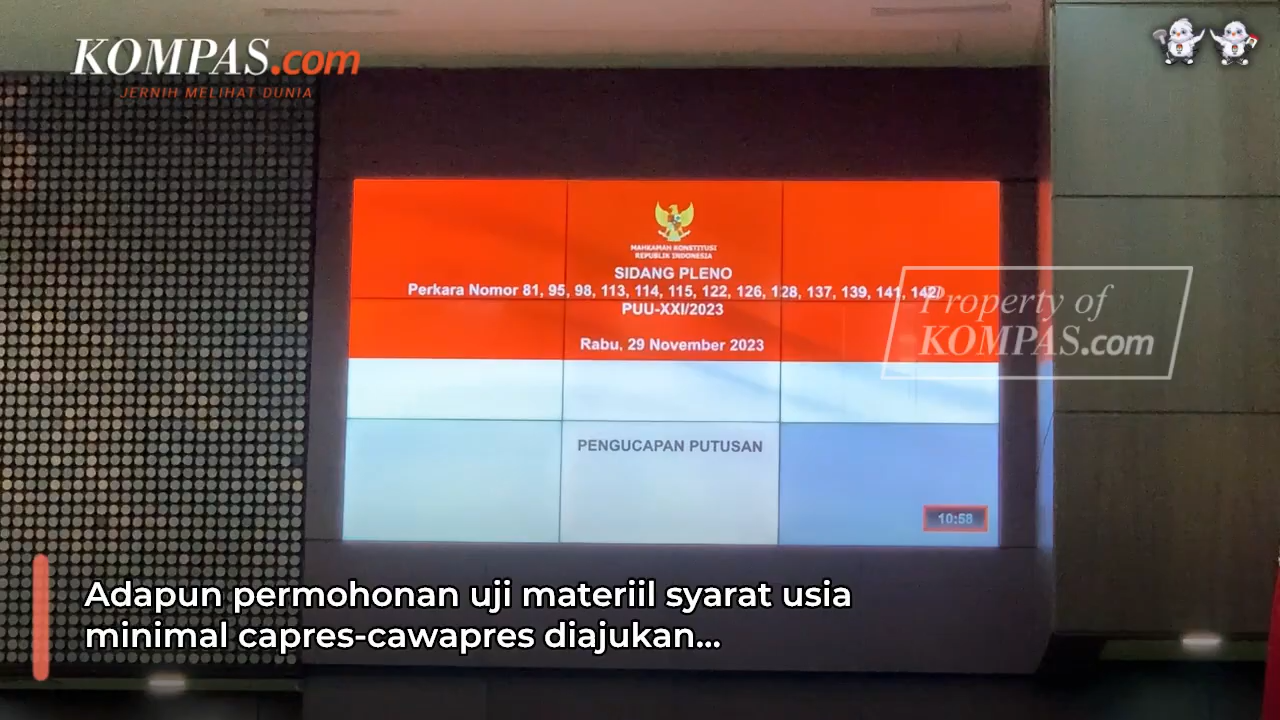 KOMPAS.com
JERNIH MELIHAT DUNIA
MAHKAMAH KONSTITUSI
REPUBLIK INDONESIA
SIDANG PLENO
Perkara Nomor 81, 95, 98, 113, 114, 115, 122, 126, 128, 137, 139, 141, 142/
PUU-XXI/2023
Rabu, 29 November 2023
Property of
KOMPAS.com
PENGUCAPAN PUTUSAN
10:58
Adapun permohonan uji materiil syarat usia
minimal capres-cawapres diajukan...